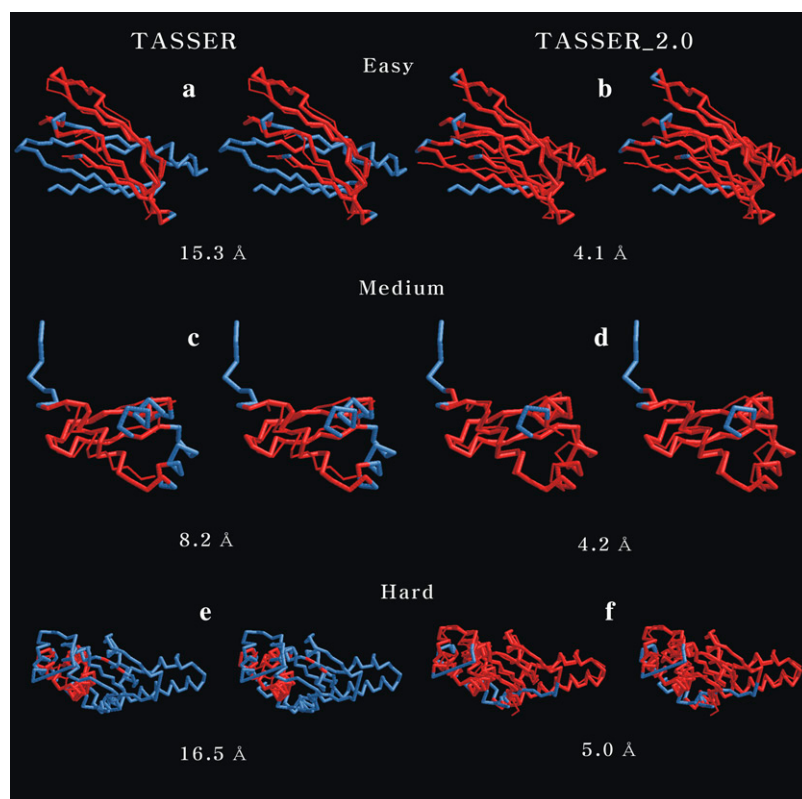 TASSER TASSER_2.0
Easy
a b
15.3 Å 4.1 Å
Medium
c d
8.2 Å 4.2 Å
Hard
e f
16.5 Å 5.0 Å